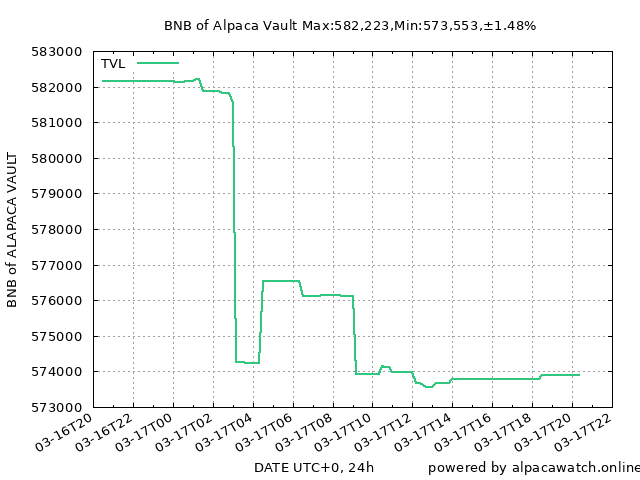 BNB of Alpaca Vault Max:582,223,Min:573,553,±1.48%
TVL
583000
582000
581000
580000
579000
578000
577000
576000
575000
574000
573000
BNB of ALAPACA VAULT
03-16T20
03-16T22
03-17T00
03-17T02
03-17T04
03-17T06
03-17T08
03-17T10
03-17T12
03-17T14
03-17T16
03-17T18
03-17T20
03-17T22
DATE UTC+0, 24h
powered by alpacawatch.online